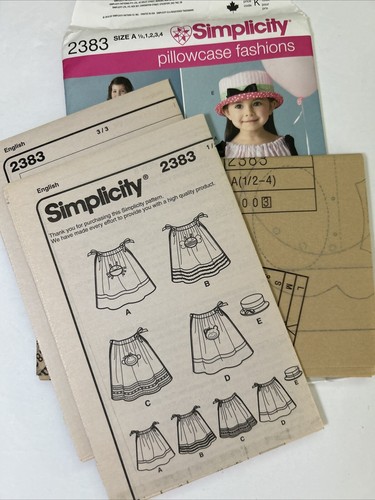 K
2383 SIZE A ½,1,2,3,4
Simplicity
pillowcase fashions
English
3/3
2383
English
1/
Simplicity® 2383
Thank you for purchasing this Simplicity pattern.
We have made every effort to provide you with a high quality product.
A
B
E
C
D
E
A
B
C
D
2383
A(1/2-4)
003
L
M
S